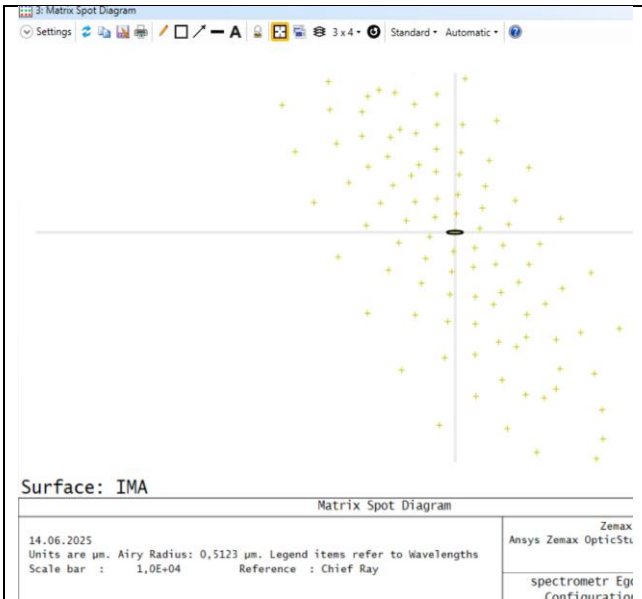 3: Matrix Spot Diagram
Settings A 3 x 4 Standard Automatic
Surface: IMA
Matrix Spot Diagram
14.06.2025
Units are µm. Airy Radius: 0,5123 µm. Legend items refer to Wavelengths
Scale bar : 1,0E+04 Reference : Chief Ray
Zemax
Ansys Zemax OpticStu
spectrometr Ego
Configuration